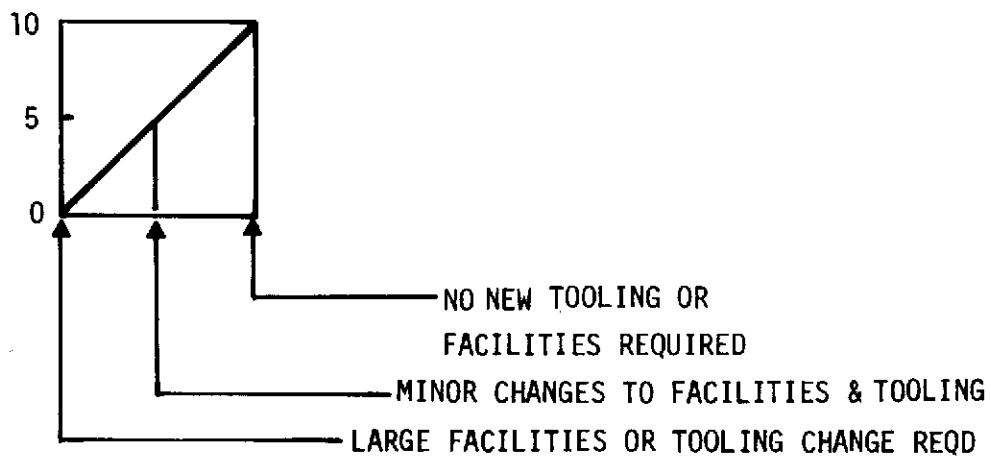 10
5
0
NO NEW TOOLING OR
FACILITIES REQUIRED
MINOR CHANGES TO FACILITIES & TOOLING
LARGE FACILITIES OR TOOLING CHANGE REQD